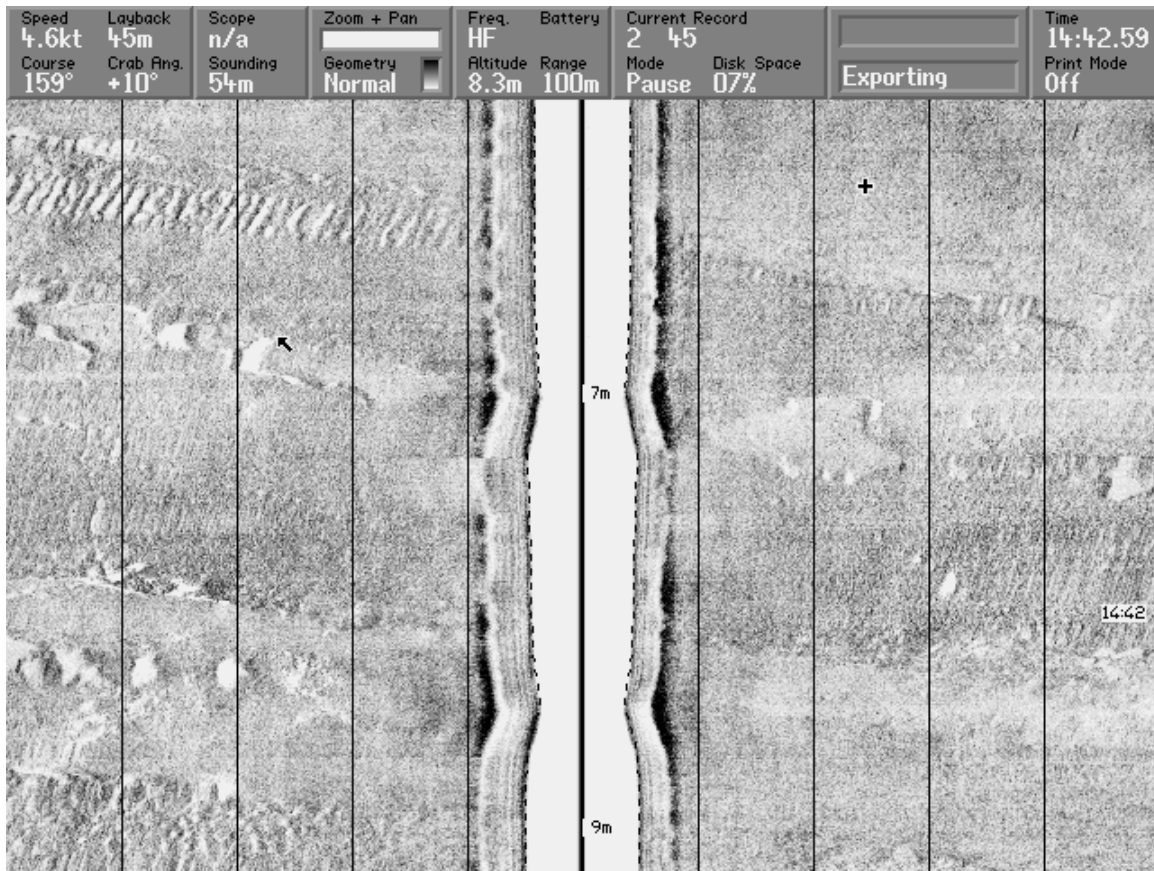 Speed Layback Scope Zoom + Pan Freq. Battery Current Record Time
4.6kt 45m n/a HF 2 45 14:42.59
Course Crab Ang. Sounding Geometry Altitude Range Mode Disk Space Exporting Print Mode
159° +10° 54m Normal 8.3m 100m Pause 07% Off
7m
14:42
9m